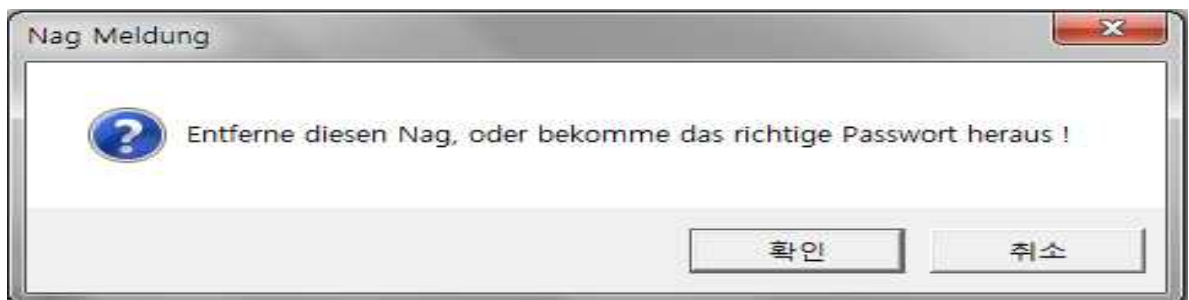 Nag Meldung
Entferne diesen Nag, oder bekomme das richtige Passwort heraus !
확인 취소